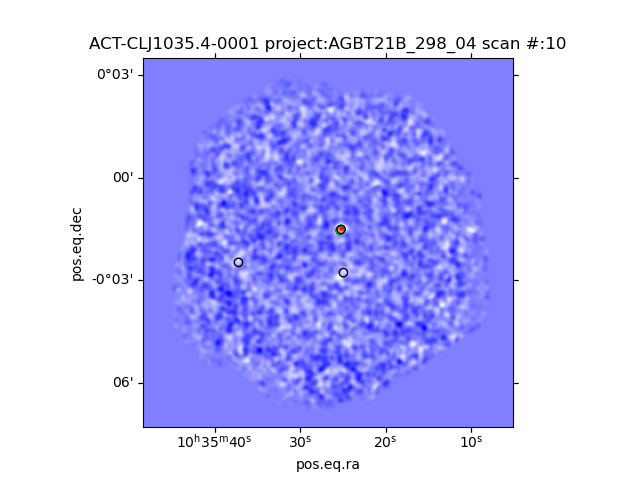 ACT-CLJ1035.4-0001 project:AGBT21B_298_04 scan #:10
0°03'
00'
-0°03'
06'
pos.eq.dec
10ʰ35ᵐ40ˢ 30ˢ 20ˢ 10ˢ
pos.eq.ra